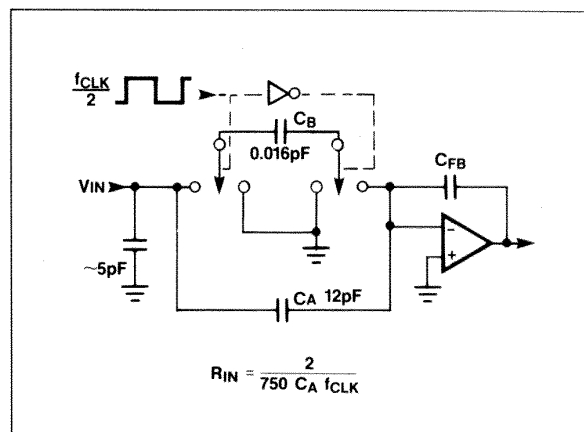 fCLK
2
CB
0.016pF
CFB
VIN
~5pF
CA 12pF
−
+
RIN = 2
750 CA fCLK